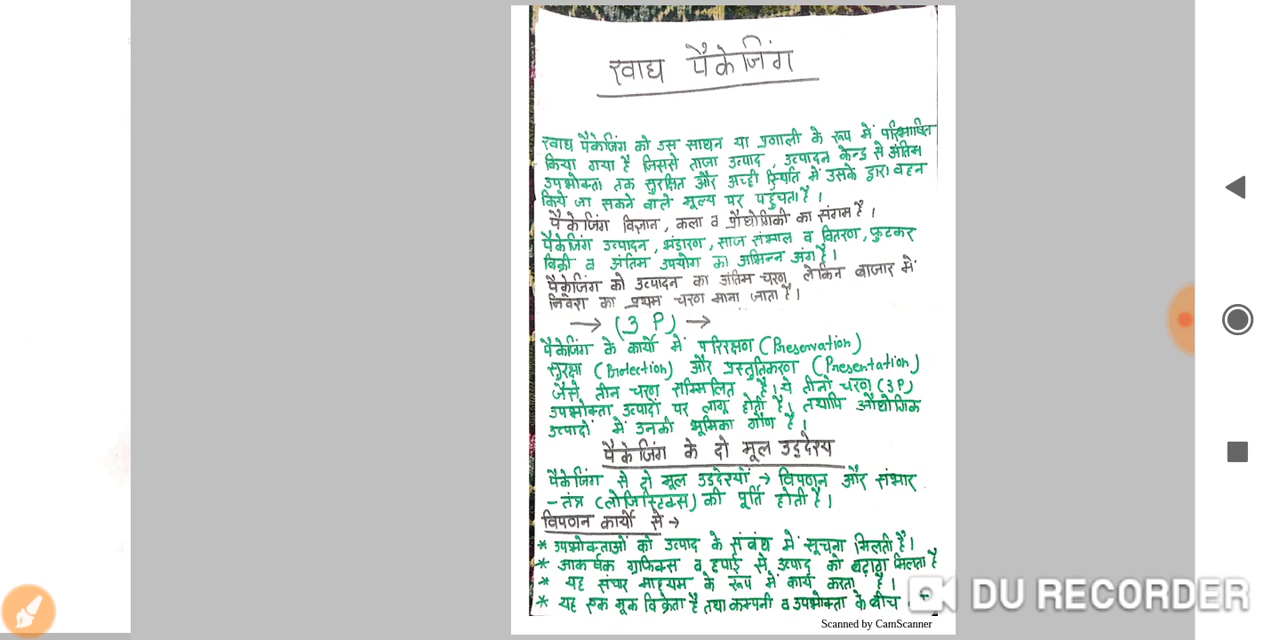 खाद्य पैकेजिंग
खाद्य पैकेजिंग को उस साधन या प्रणाली के रूप में परिभाषित
किया गया है जिससे ताजा उत्पाद, उत्पादन केन्द्र से अंतिम
उपभोक्ता तक सुरक्षित और अच्छी स्थिति में उसके द्वारा वहन
किये जा सकने वाले मूल्य पर पहुंचता है।
पैकेजिंग विज्ञान, कला व प्रौद्योगिकी का संगम है।
पैकेजिंग उत्पादन, भंडारण, साज संभाल व वितरण, फुटकर
बिक्री व अंतिम उपयोग का अभिन्न अंग है।
पैकेजिंग को उत्पादन का अंतिम चरण, लेकिन बाजार में
निवेश का प्रथम चरण माना जाता है।
→ (3 P) →
पैकेजिंग के कार्यो में परिरक्षण (Preservation)
सुरक्षा (Protection) और प्रस्तुतिकरण (Presentation)
जैसे तीन चरण सम्मिलित है। ये तीनो चरण (3P)
उपभोक्ता उत्पादों पर लागू होती है, तथापि औद्योगिक
उत्पादों में उनकी भूमिका गौण है।
पैकेजिंग के दो मूल उद्देश्य
पैकेजिंग से दो मूल उद्देश्यों → विपणन और संभार
- तंत्र (लोजिस्टिक्स) की पूर्ति होती है।
विपणन कार्यो से →
* उपभोक्ताओं को उत्पाद के संबंध में सूचना मिलती है।
* आकर्षक ग्राफिक्स व छपाई से उत्पाद को बढ़ावा मिलता है
* यह संचार माध्यम के रूप में कार्य करता है।
* यह एक मूक विक्रेता है तथा कम्पनी व उपभोक्ता के बीच
DU RECORDER
Scanned by CamScanner